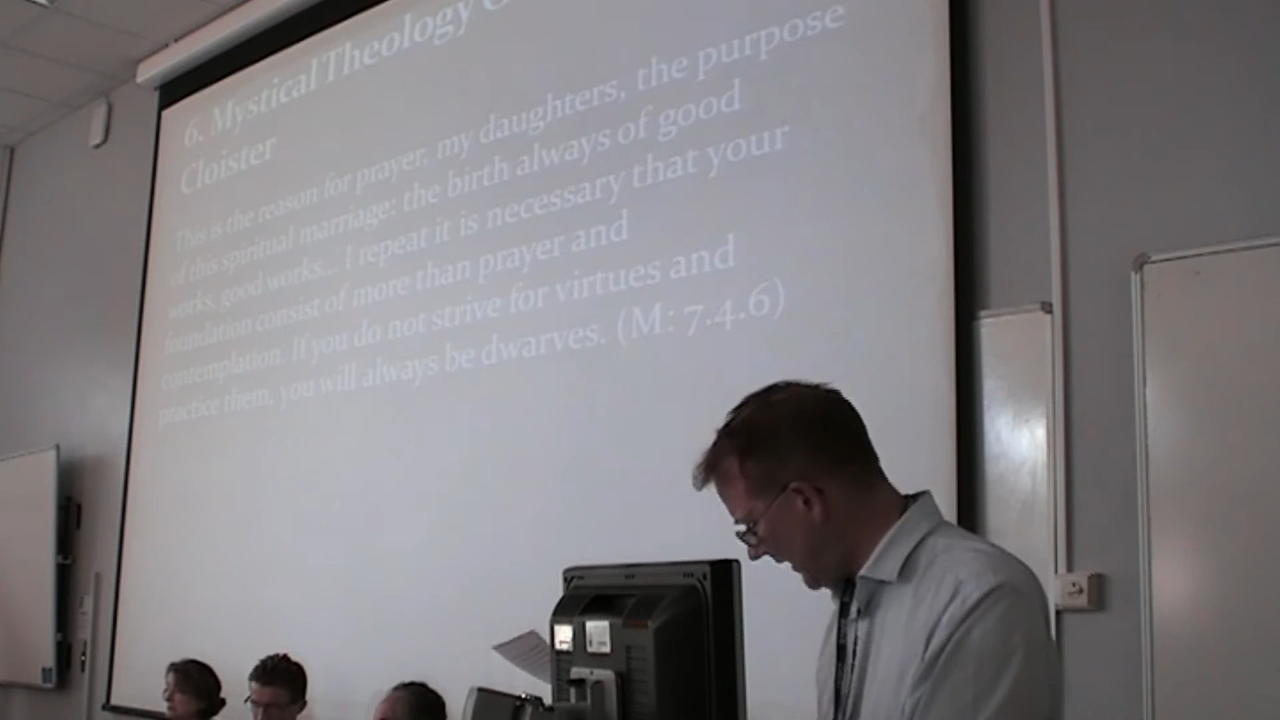 6. Mystical Theology
Cloister
This is the reason for prayer, my daughters, the purpose
of this spiritual marriage: the birth always of good
works, good works... I repeat it is necessary that your
foundation consist of more than prayer and
contemplation. If you do not strive for virtues and
practice them, you will always be dwarves. (M: 7.4.6)